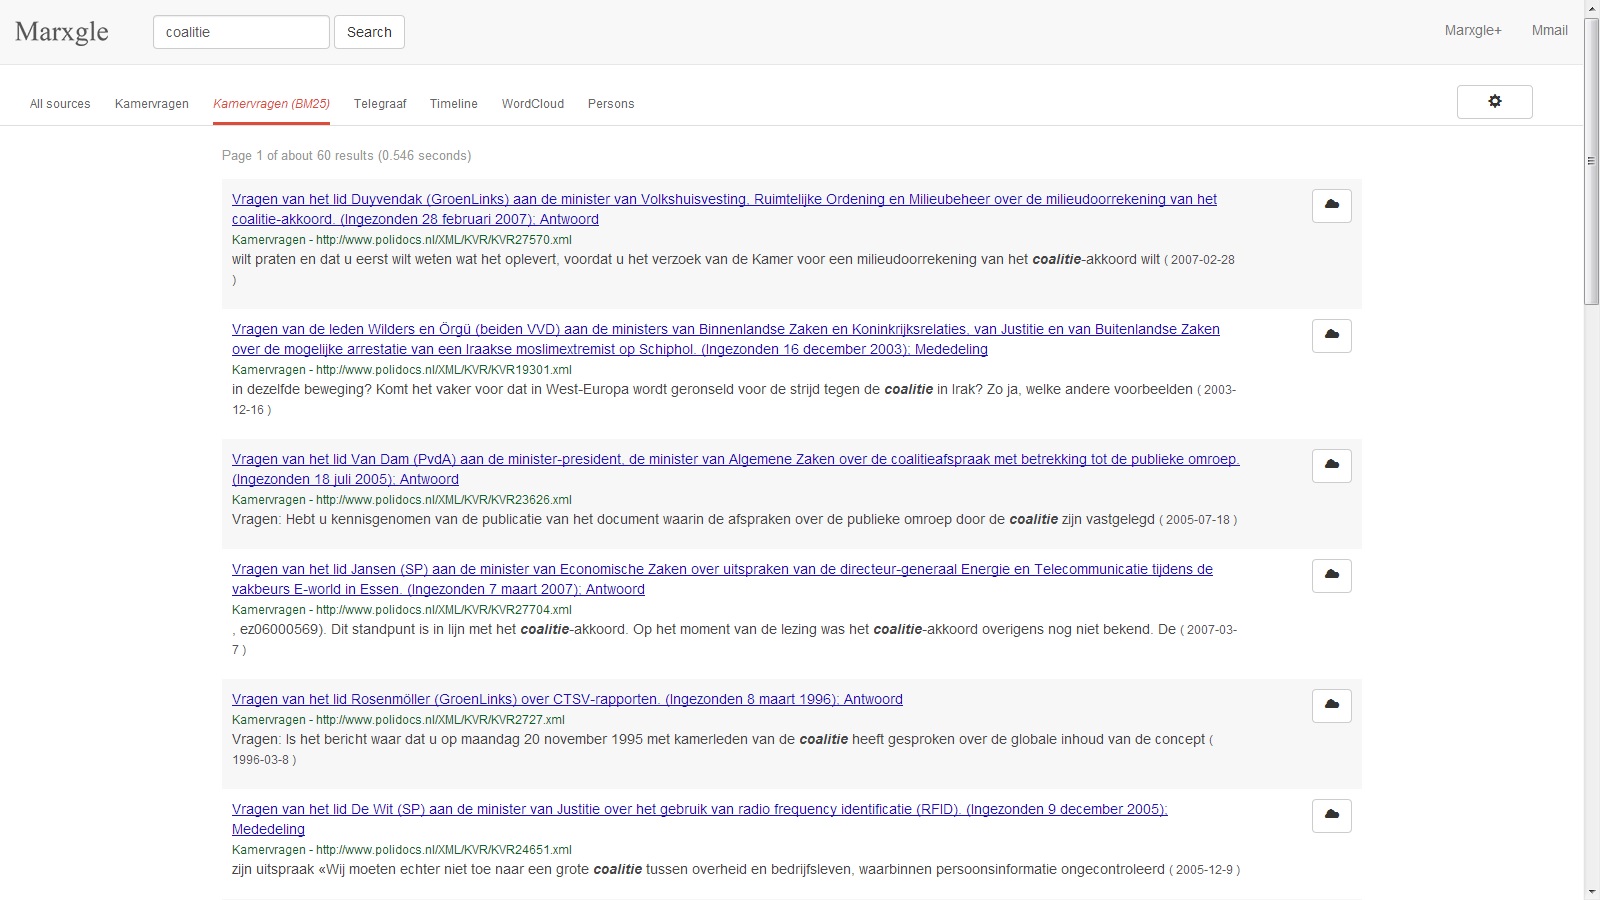 Marxgle
coalitie
Search
Marxgle+
Mmail
All sources
Kamervragen
Kamervragen (BM25)
Telegraaf
Timeline
WordCloud
Persons
Page 1 of about 60 results (0.546 seconds)
Vragen van het lid Duyvendak (GroenLinks) aan de minister van Volkshuisvesting, Ruimtelijke Ordening en Milieubeheer over de milieudoorrekening van het
coalitie-akkoord. (Ingezonden 28 februari 2007); Antwoord
Kamervragen - http://www.polidocs.nl/XML/KVR/KVR27570.xml
wilt praten en dat u eerst wilt weten wat het oplevert, voordat u het verzoek van de Kamer voor een milieudoorrekening van het coalitie-akkoord wilt ( 2007-02-28
)
Vragen van de leden Wilders en Örgü (beiden VVD) aan de ministers van Binnenlandse Zaken en Koninkrijksrelaties, van Justitie en van Buitenlandse Zaken
over de mogelijke arrestatie van een Iraakse moslimextremist op Schiphol. (Ingezonden 16 december 2003); Mededeling
Kamervragen - http://www.polidocs.nl/XML/KVR/KVR19301.xml
in dezelfde beweging? Komt het vaker voor dat in West-Europa wordt geronseld voor de strijd tegen de coalitie in Irak? Zo ja, welke andere voorbeelden ( 2003-
12-16 )
Vragen van het lid Van Dam (PvdA) aan de minister-president, de minister van Algemene Zaken over de coalitieafspraak met betrekking tot de publieke omroep.
(Ingezonden 18 juli 2005); Antwoord
Kamervragen - http://www.polidocs.nl/XML/KVR/KVR23626.xml
Vragen: Hebt u kennisgenomen van de publicatie van het document waarin de afspraken over de publieke omroep door de coalitie zijn vastgelegd ( 2005-07-18 )
Vragen van het lid Jansen (SP) aan de minister van Economische Zaken over uitspraken van de directeur-generaal Energie en Telecommunicatie tijdens de
vakbeurs E-world in Essen. (Ingezonden 7 maart 2007); Antwoord
Kamervragen - http://www.polidocs.nl/XML/KVR/KVR27704.xml
, ez06000569). Dit standpunt is in lijn met het coalitie-akkoord. Op het moment van de lezing was het coalitie-akkoord overigens nog niet bekend. De ( 2007-03-
7 )
Vragen van het lid Rosenmöller (GroenLinks) over CTSV-rapporten. (Ingezonden 8 maart 1996); Antwoord
Kamervragen - http://www.polidocs.nl/XML/KVR/KVR2727.xml
Vragen: Is het bericht waar dat u op maandag 20 november 1995 met kamerleden van de coalitie heeft gesproken over de globale inhoud van de concept (
1996-03-8 )
Vragen van het lid De Wit (SP) aan de minister van Justitie over het gebruik van radio frequency identificatie (RFID). (Ingezonden 9 december 2005);
Mededeling
Kamervragen - http://www.polidocs.nl/XML/KVR/KVR24651.xml
zijn uitspraak «Wij moeten echter niet toe naar een grote coalitie tussen overheid en bedrijfsleven, waarbinnen persoonsinformatie ongecontroleerd ( 2005-12-9 )